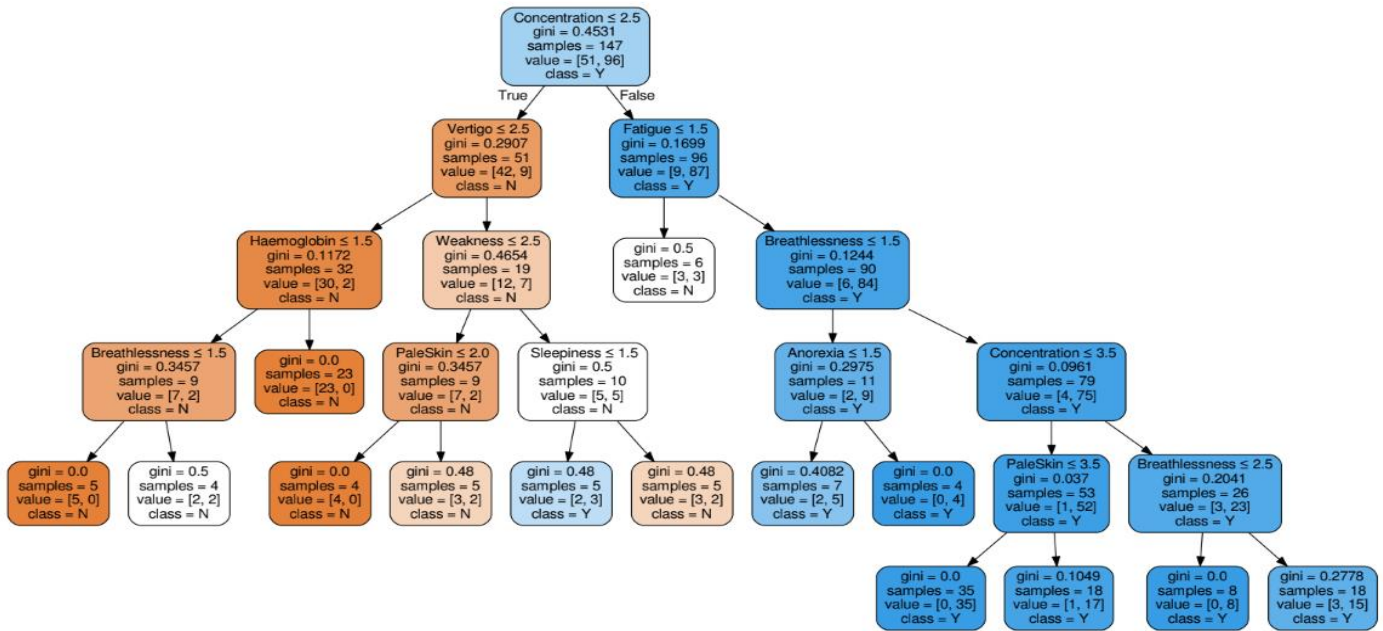 Concentration ≤ 2.5
gini = 0.4531
samples = 147
value = [51, 96]
class = Y
True
False
Vertigo ≤ 2.5
gini = 0.2907
samples = 51
value = [42, 9]
class = N
Fatigue ≤ 1.5
gini = 0.1699
samples = 96
value = [9, 87]
class = Y
Haemoglobin ≤ 1.5
gini = 0.1172
samples = 32
value = [30, 2]
class = N
Weakness ≤ 2.5
gini = 0.4654
samples = 19
value = [12, 7]
class = N
gini = 0.5
samples = 6
value = [3, 3]
class = N
Breathlessness ≤ 1.5
gini = 0.1244
samples = 90
value = [6, 84]
class = Y
Breathlessness ≤ 1.5
gini = 0.3457
samples = 9
value = [7, 2]
class = N
gini = 0.0
samples = 23
value = [23, 0]
class = N
PaleSkin ≤ 2.0
gini = 0.3457
samples = 9
value = [7, 2]
class = N
Sleepiness ≤ 1.5
gini = 0.5
samples = 10
value = [5, 5]
class = N
Anorexia ≤ 1.5
gini = 0.2975
samples = 11
value = [2, 9]
class = Y
Concentration ≤ 3.5
gini = 0.0961
samples = 79
value = [4, 75]
class = Y
gini = 0.0
samples = 5
value = [5, 0]
class = N
gini = 0.5
samples = 4
value = [2, 2]
class = N
gini = 0.0
samples = 4
value = [4, 0]
class = N
gini = 0.48
samples = 5
value = [3, 2]
class = N
gini = 0.48
samples = 5
value = [2, 3]
class = Y
gini = 0.48
samples = 5
value = [3, 2]
class = N
gini = 0.4082
samples = 7
value = [2, 5]
class = Y
gini = 0.0
samples = 4
value = [0, 4]
class = Y
PaleSkin ≤ 3.5
gini = 0.037
samples = 53
value = [1, 52]
class = Y
Breathlessness ≤ 2.5
gini = 0.2041
samples = 26
value = [3, 23]
class = Y
gini = 0.0
samples = 35
value = [0, 35]
class = Y
gini = 0.1049
samples = 18
value = [1, 17]
class = Y
gini = 0.0
samples = 8
value = [0, 8]
class = Y
gini = 0.2778
samples = 18
value = [3, 15]
class = Y